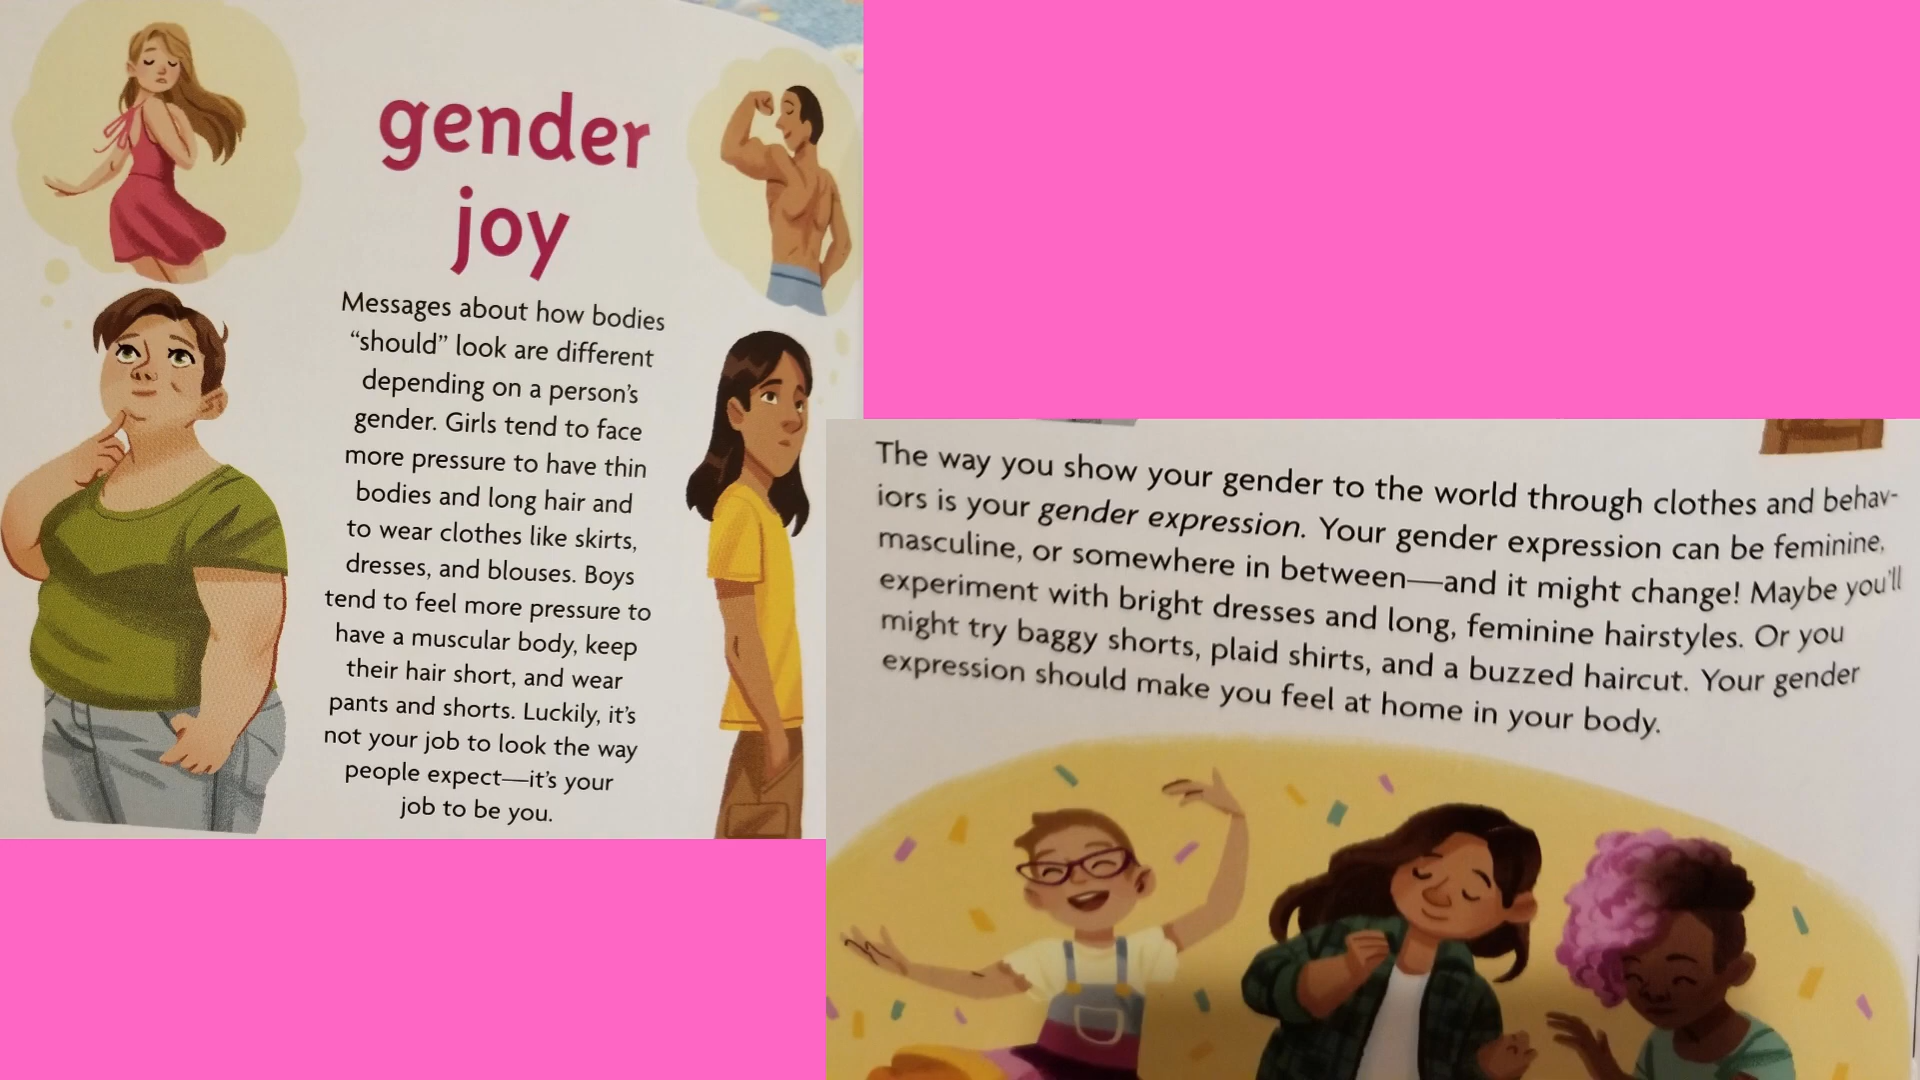 gender
joy
Messages about how bodies
“should” look are different
depending on a person’s
gender. Girls tend to face
more pressure to have thin
bodies and long hair and
to wear clothes like skirts,
dresses, and blouses. Boys
tend to feel more pressure to
have a muscular body, keep
their hair short, and wear
pants and shorts. Luckily, it’s
not your job to look the way
people expect—it’s your
job to be you.
The way you show your gender to the world through clothes and behav-
iors is your gender expression. Your gender expression can be feminine,
masculine, or somewhere in between—and it might change! Maybe you’ll
experiment with bright dresses and long, feminine hairstyles. Or you
might try baggy shorts, plaid shirts, and a buzzed haircut. Your gender
expression should make you feel at home in your body.